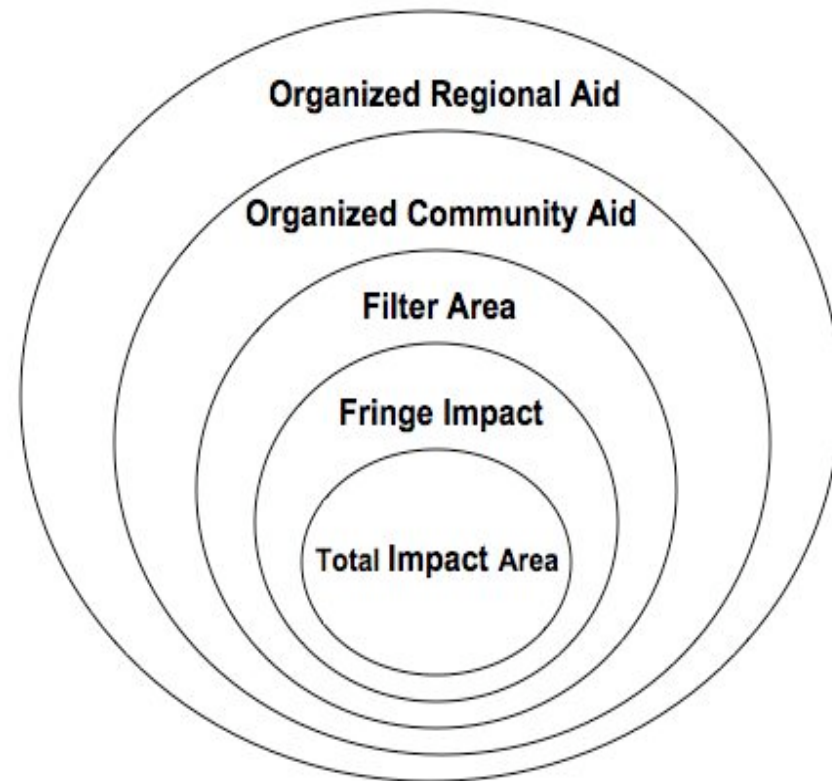 Organized Regional Aid
Organized Community Aid
Filter Area
Fringe Impact
Total Impact Area